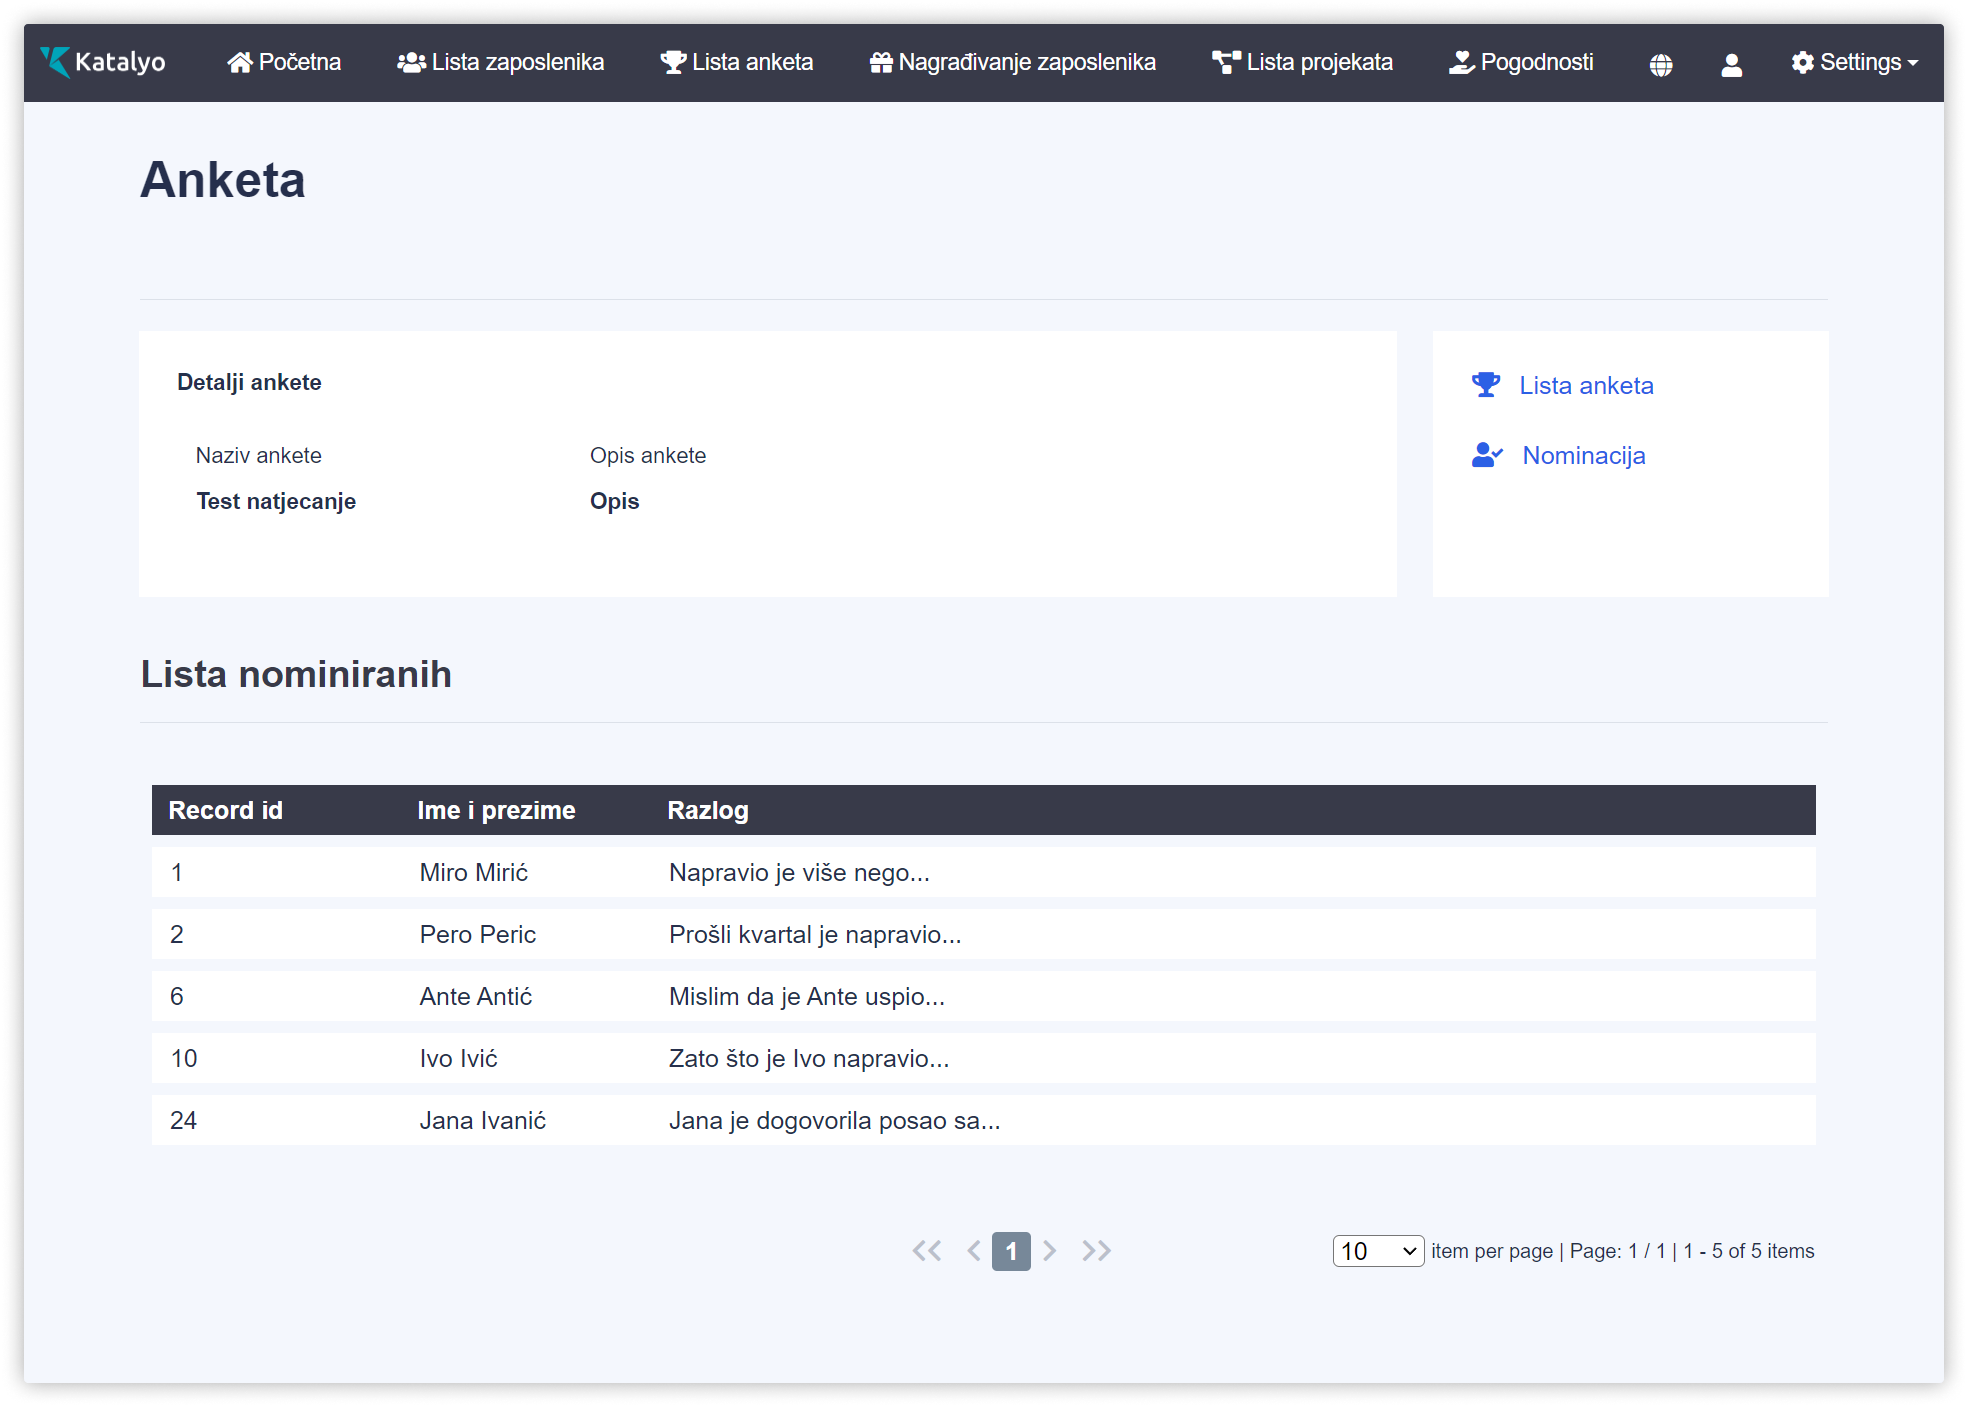 Katalyo Početna Lista zaposlenika Lista anketa Nagrađivanje zaposlenika Lista projekata Pogodnosti Settings
Anketa
Detalji ankete
Naziv ankete Opis ankete
Test natjecanje Opis
Lista anketa
Nominacija
Lista nominiranih
Record id Ime i prezime Razlog
1 Miro Mirić Napravio je više nego...
2 Pero Peric Prošli kvartal je napravio...
6 Ante Antić Mislim da je Ante uspio...
10 Ivo Ivić Zato što je Ivo napravio...
24 Jana Ivanić Jana je dogovorila posao sa...
1 10 item per page | Page: 1 / 1 | 1 - 5 of 5 items